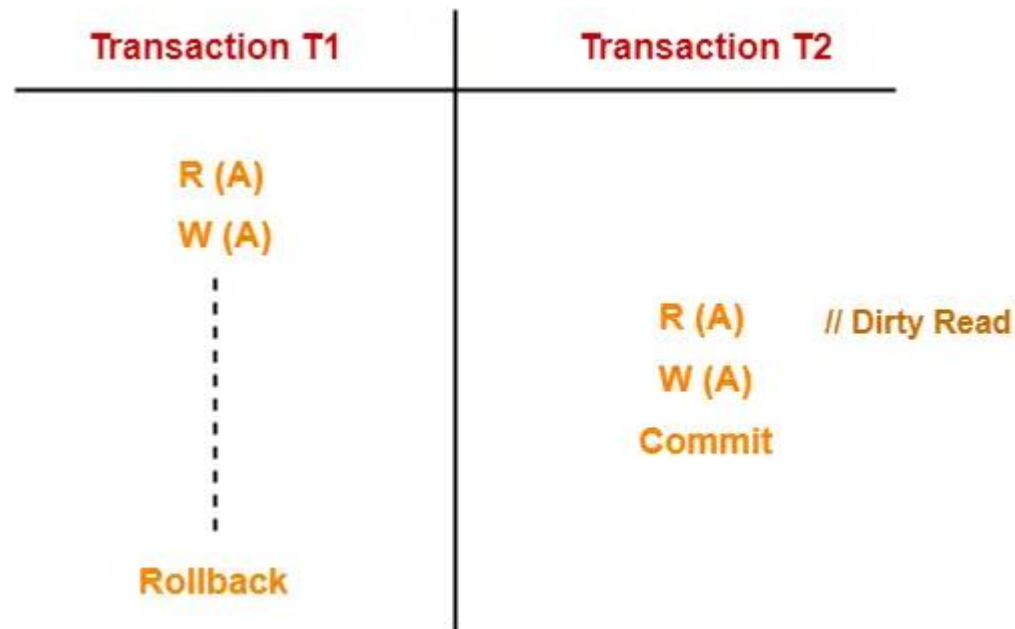 Transaction T1
Transaction T2
R (A)
W (A)
R (A) // Dirty Read
W (A)
Commit
Rollback